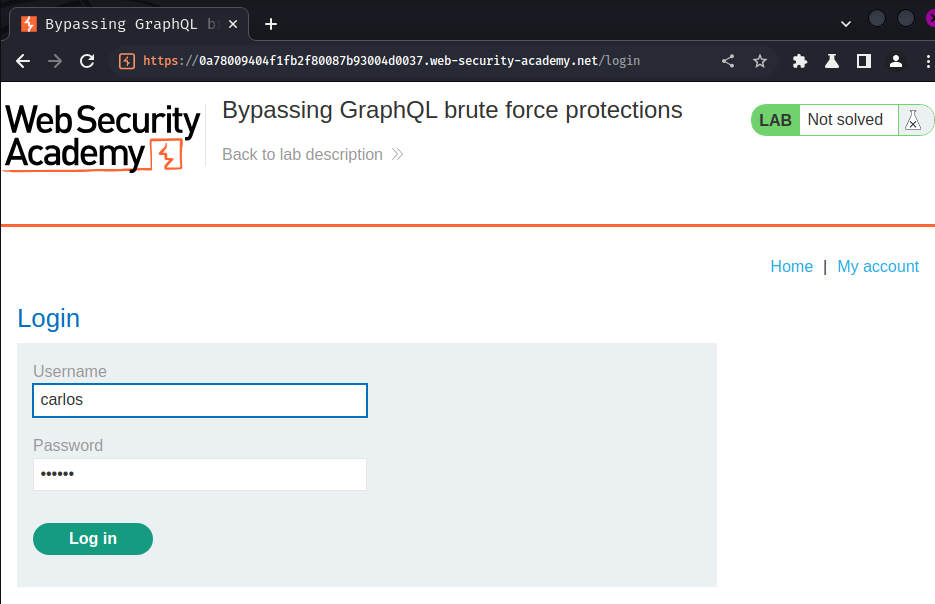 Bypassing GraphQL b
https://0a78009404f1fb2f80087b93004d0037.web-security-academy.net/login
Web Security
Academy
Bypassing GraphQL brute force protections
Back to lab description
LAB Not solved
Home | My account
Login
Username
carlos
Password
••••••
Log in